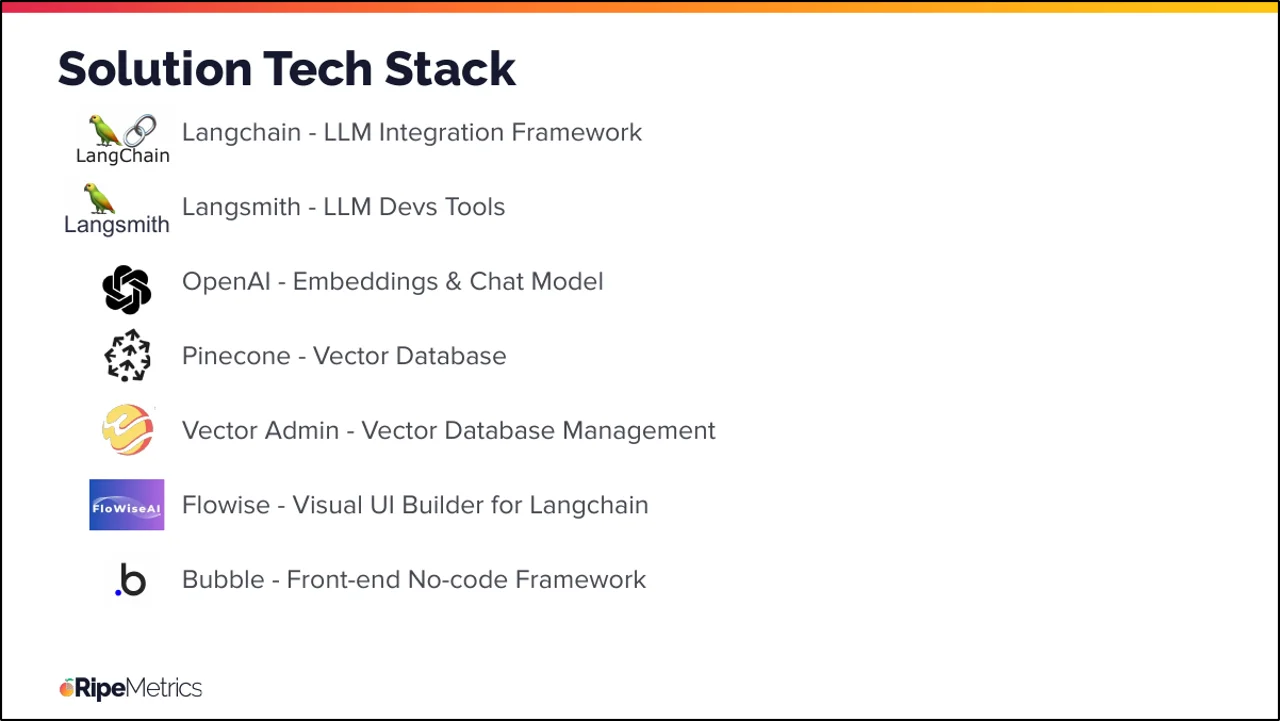 Solution Tech Stack
LangChain
Langchain - LLM Integration Framework
Langsmith
Langsmith - LLM Devs Tools
OpenAI - Embeddings & Chat Model
Pinecone - Vector Database
Vector Admin - Vector Database Management
FloWiseAI
Flowise - Visual UI Builder for Langchain
.b
Bubble - Front-end No-code Framework
RipeMetrics